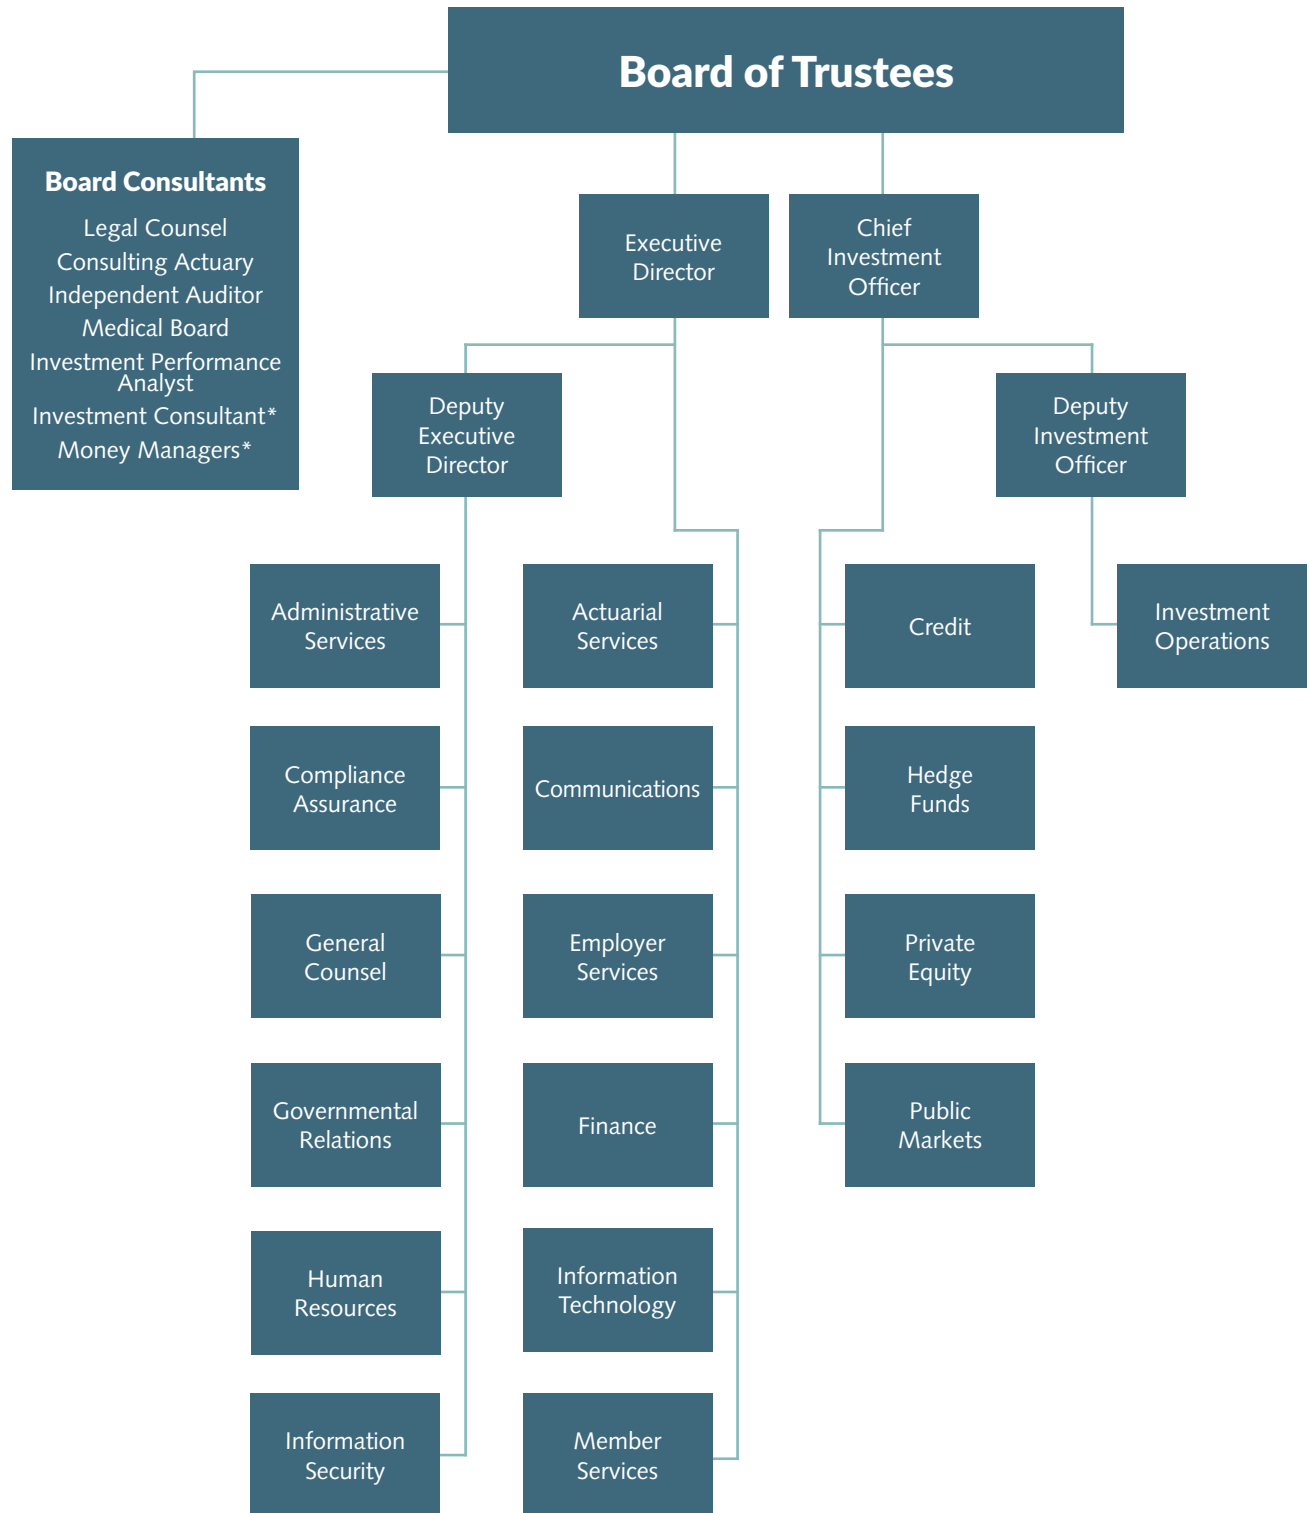 Board of Trustees
Board Consultants
Legal Counsel
Consulting Actuary
Independent Auditor
Medical Board
Investment Performance
Analyst
Investment Consultant*
Money Managers*
Executive
Director
Chief
Investment
Officer
Deputy
Executive
Director
Deputy
Investment
Officer
Administrative
Services
Actuarial
Services
Credit
Investment
Operations
Compliance
Assurance
Communications
Hedge
Funds
General
Counsel
Employer
Services
Private
Equity
Governmental
Relations
Finance
Public
Markets
Human
Resources
Information
Technology
Information
Security
Member
Services